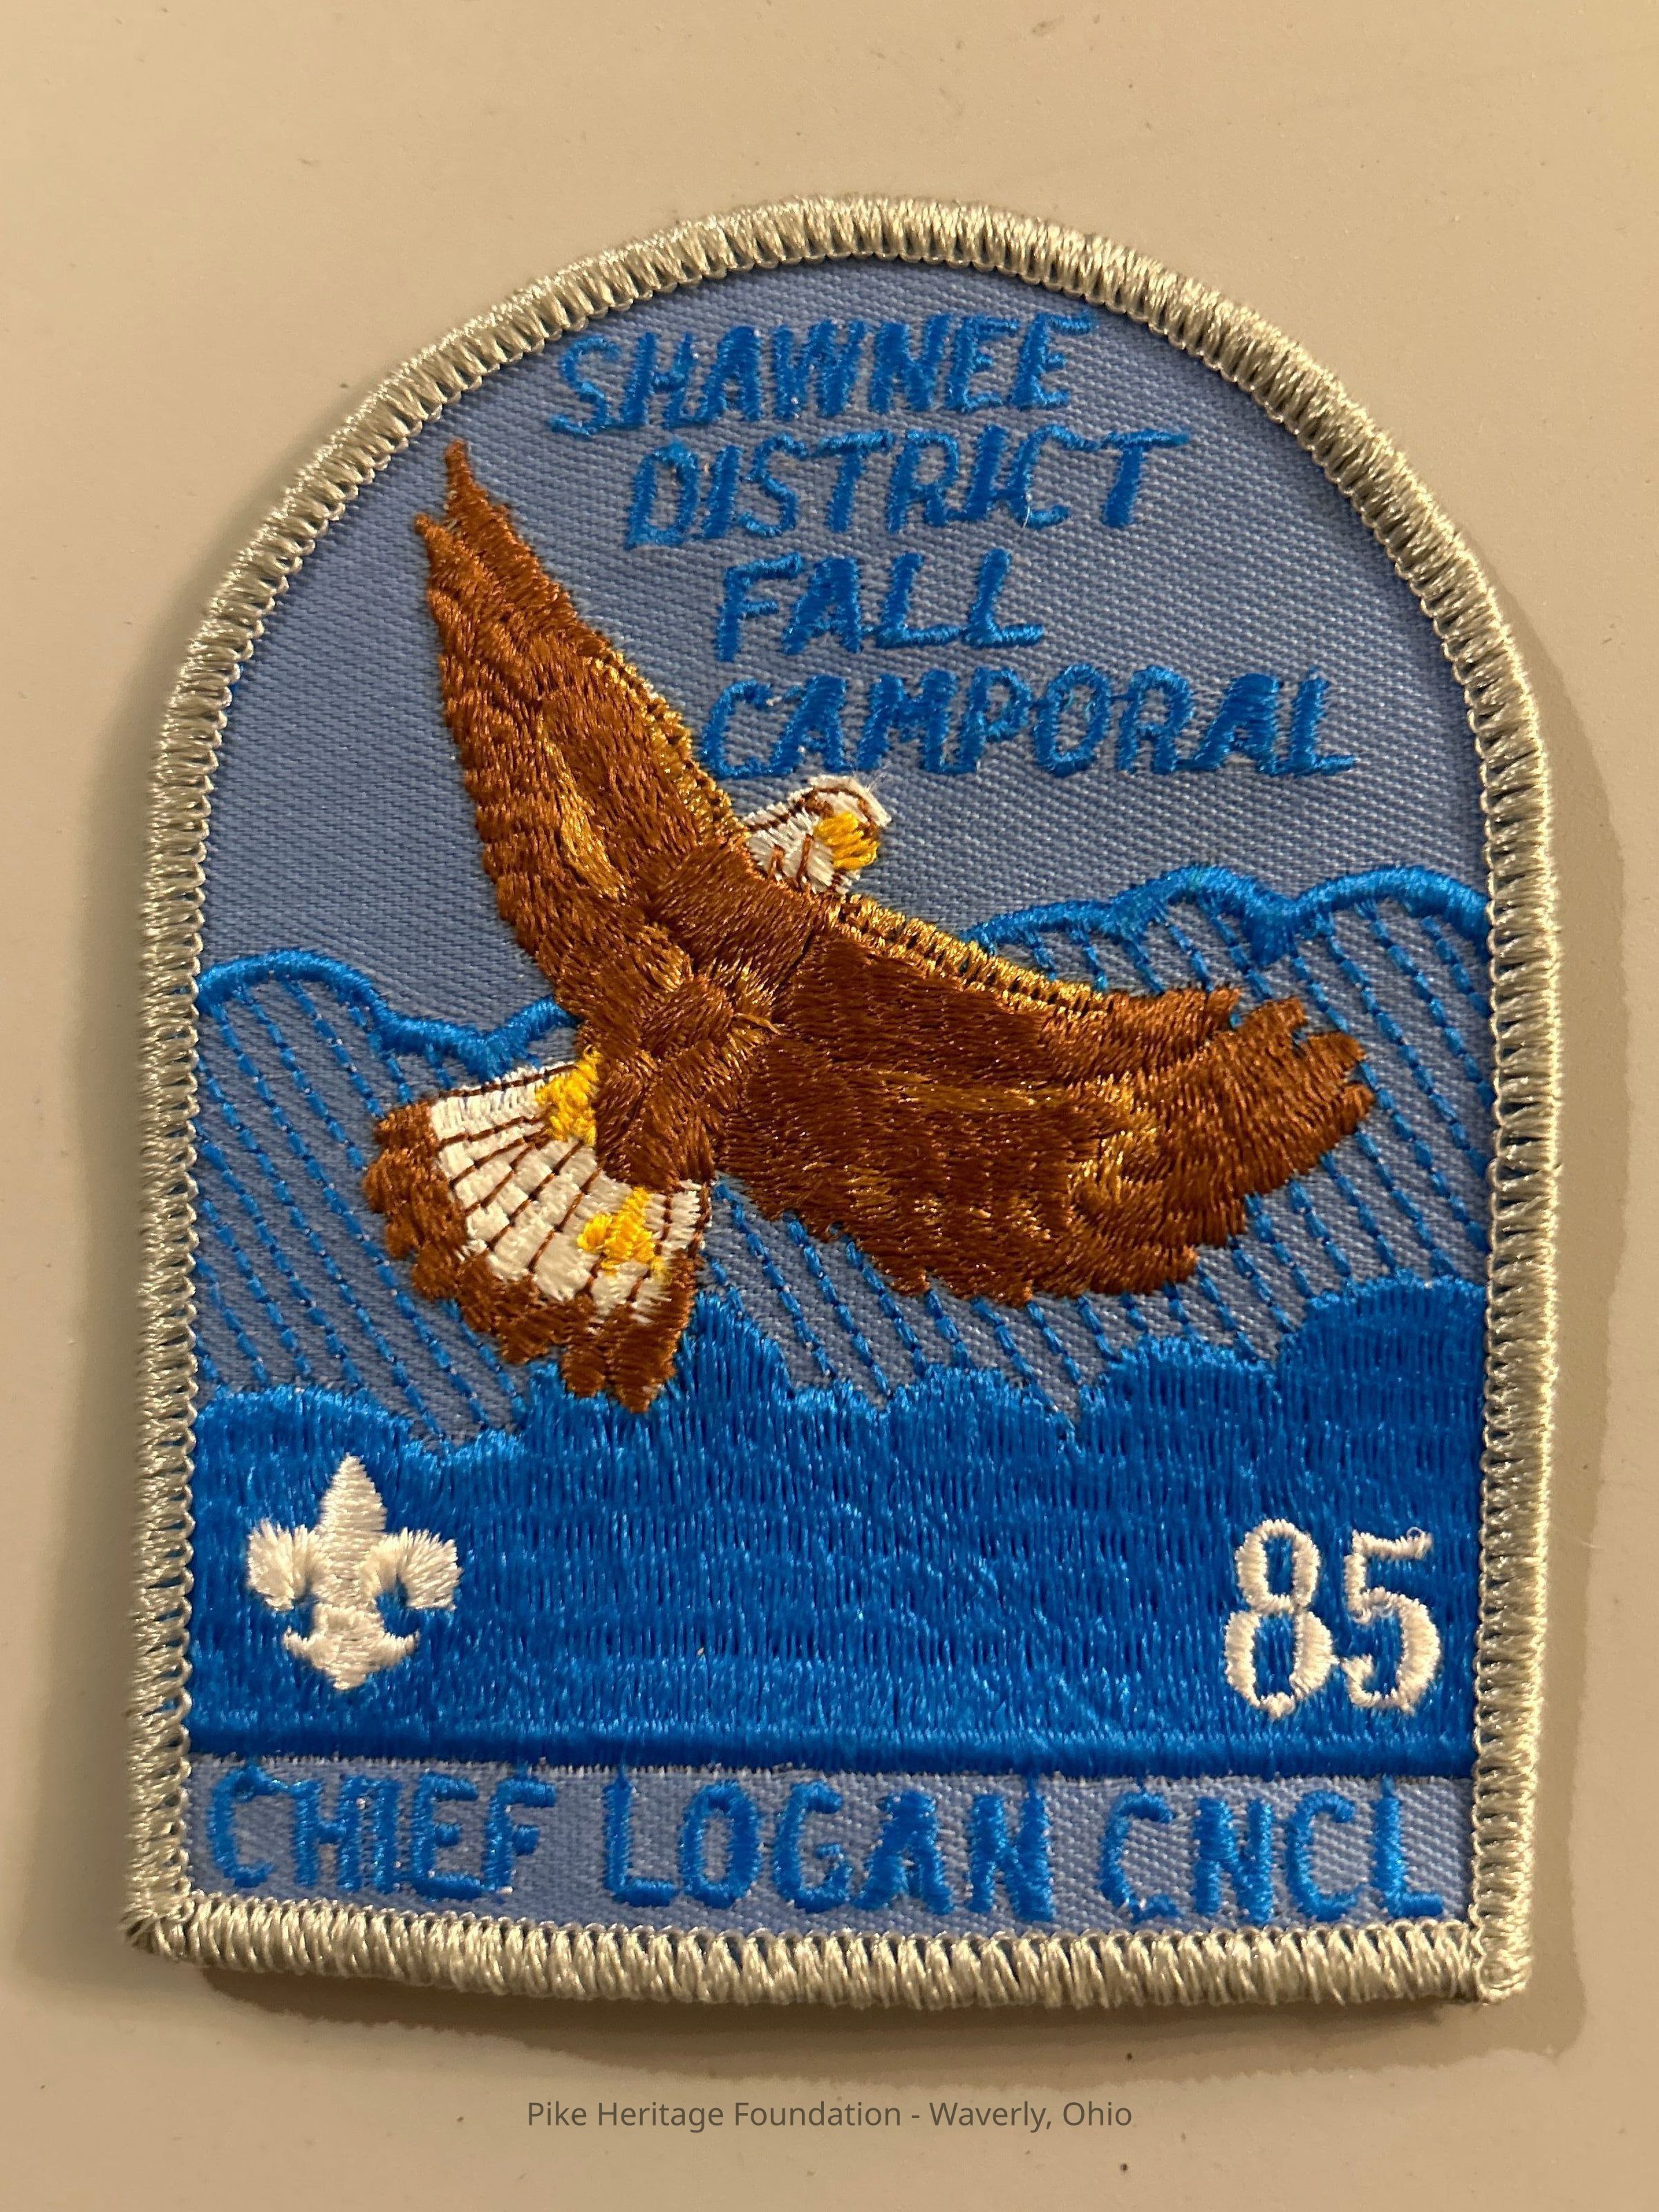 SHAWNEE
DISTRICT
FALL
CAMPORAL
85
CHIEF LOGAN CNCL
Pike Heritage Foundation - Waverly, Ohio